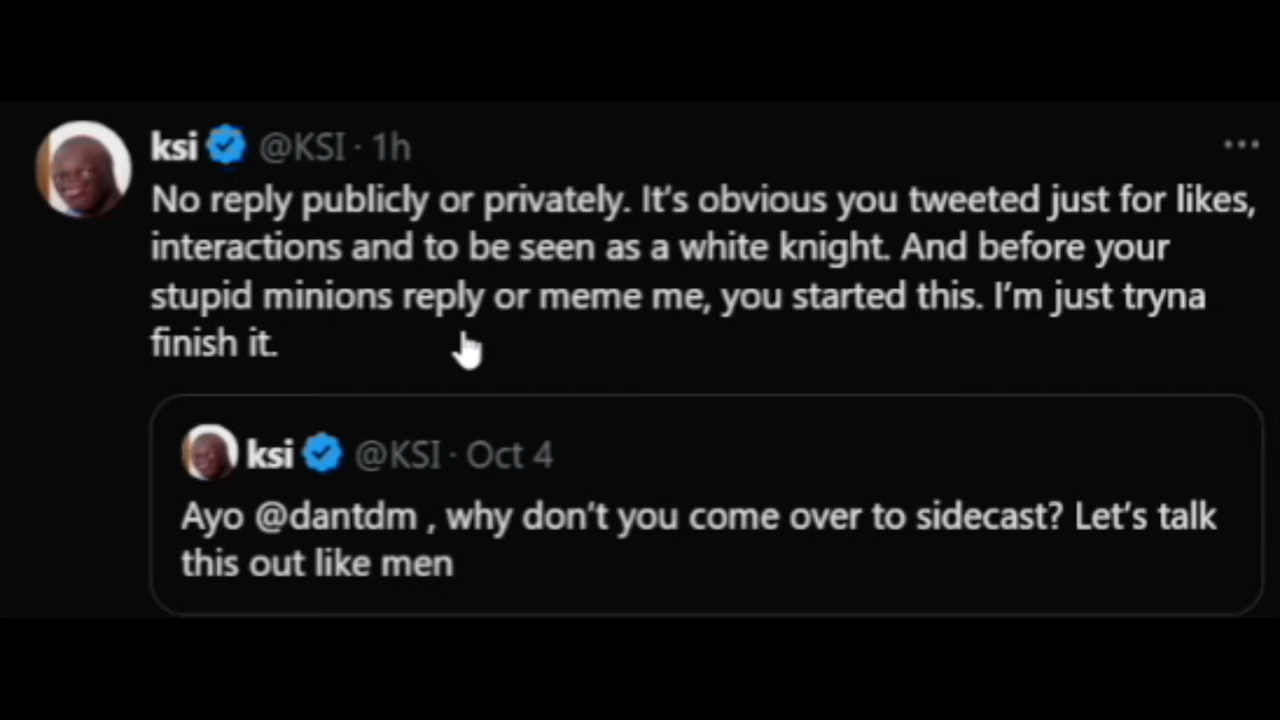 ksi @KSI · 1h
No reply publicly or privately. It’s obvious you tweeted just for likes,
interactions and to be seen as a white knight. And before your
stupid minions reply or meme me, you started this. I’m just tryna
finish it.
ksi @KSI · Oct 4
Ayo @dantdm , why don’t you come over to sidecast? Let’s talk
this out like men